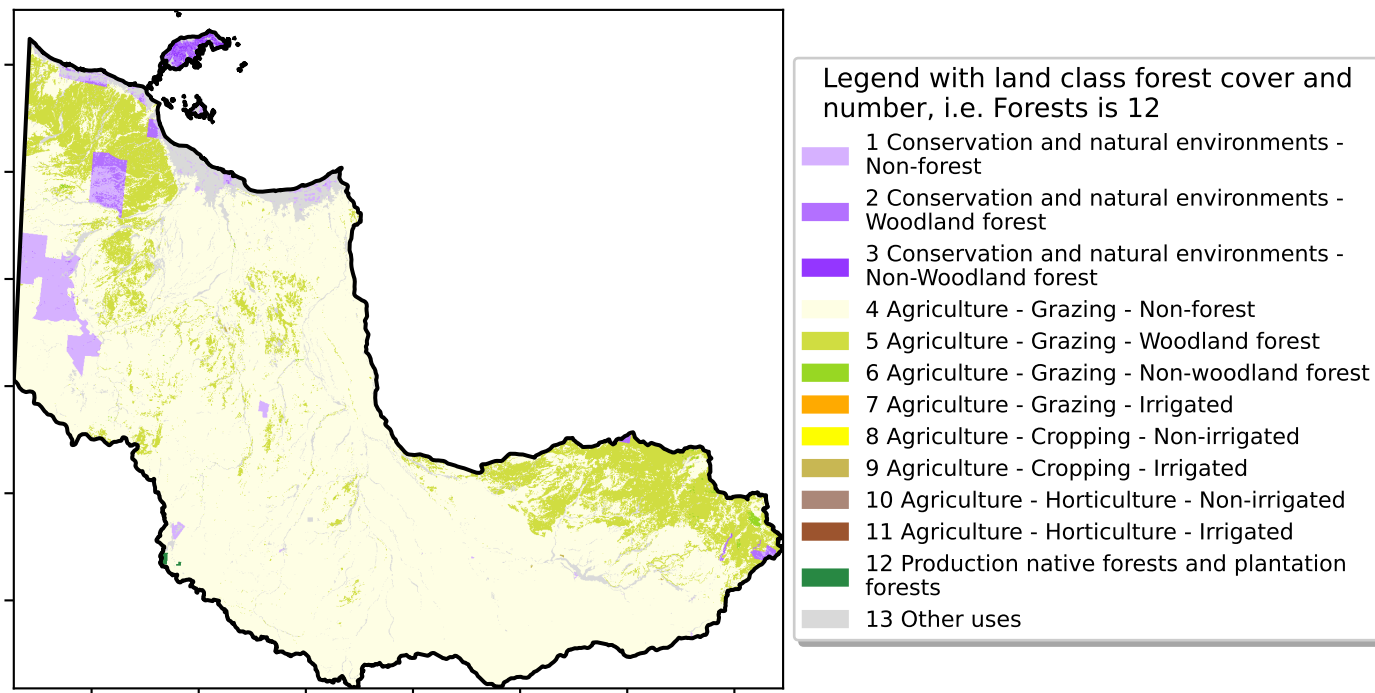 Legend with land class forest cover and
number, i.e. Forests is 12
1 Conservation and natural environments -
Non-forest
2 Conservation and natural environments -
Woodland forest
3 Conservation and natural environments -
Non-Woodland forest
4 Agriculture - Grazing - Non-forest
5 Agriculture - Grazing - Woodland forest
6 Agriculture - Grazing - Non-woodland forest
7 Agriculture - Grazing - Irrigated
8 Agriculture - Cropping - Non-irrigated
9 Agriculture - Cropping - Irrigated
10 Agriculture - Horticulture - Non-irrigated
11 Agriculture - Horticulture - Irrigated
12 Production native forests and plantation
forests
13 Other uses